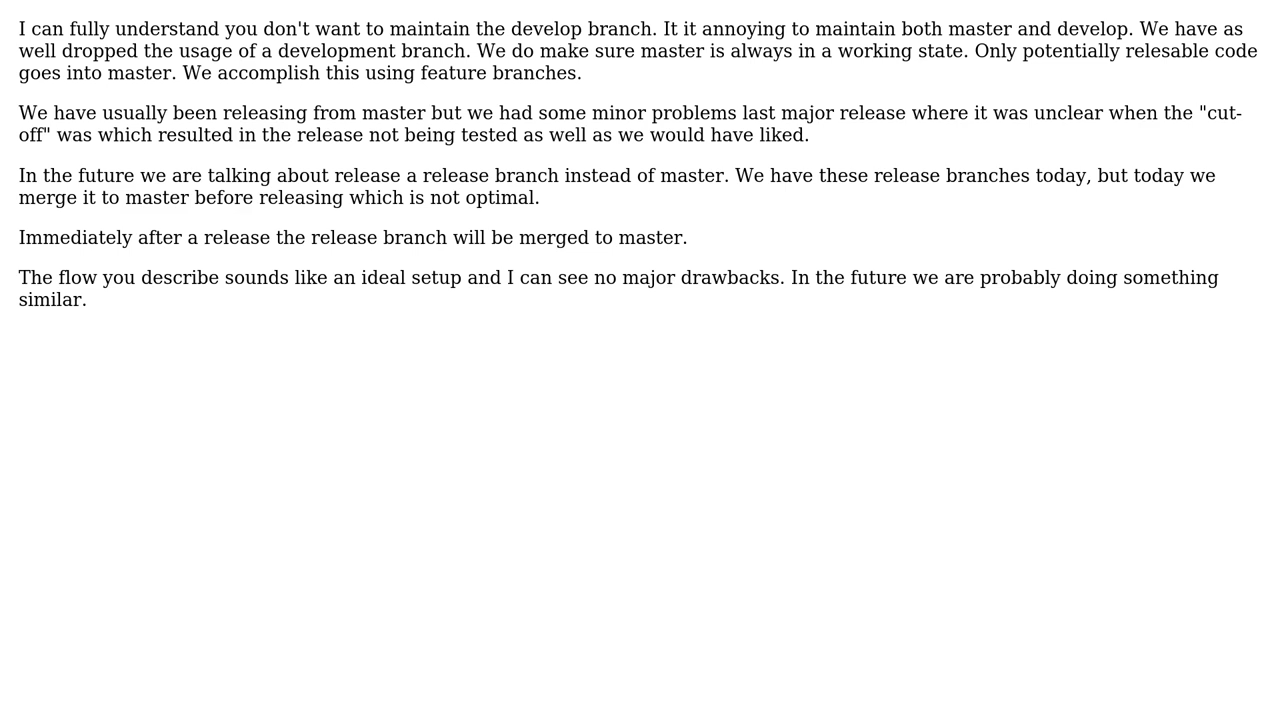 I can fully understand you don't want to maintain the develop branch. It it annoying to maintain both master and develop. We have as
well dropped the usage of a development branch. We do make sure master is always in a working state. Only potentially relesable code
goes into master. We accomplish this using feature branches.
We have usually been releasing from master but we had some minor problems last major release where it was unclear when the "cut-
off" was which resulted in the release not being tested as well as we would have liked.
In the future we are talking about release a release branch instead of master. We have these release branches today, but today we
merge it to master before releasing which is not optimal.
Immediately after a release the release branch will be merged to master.
The flow you describe sounds like an ideal setup and I can see no major drawbacks. In the future we are probably doing something
similar.